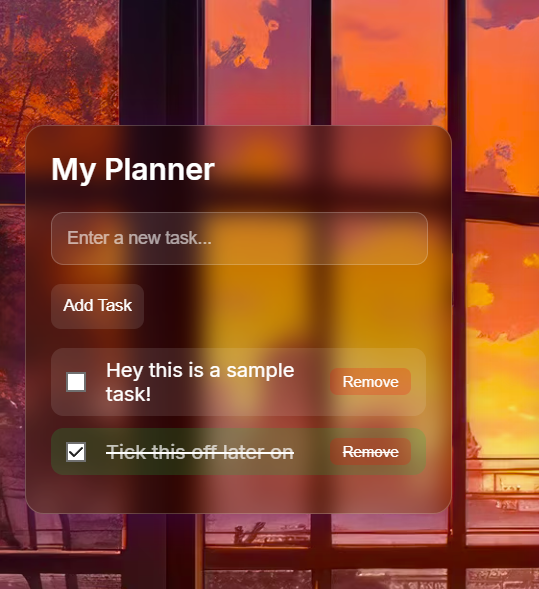 My Planner
Enter a new task...
Add Task
Hey this is a sample
task!
Remove
Tick this off later on
Remove